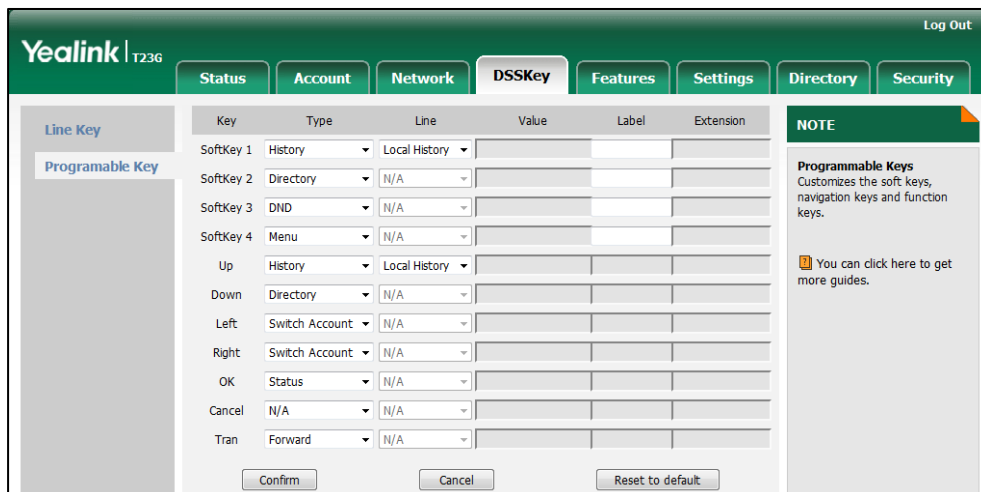 Log Out
Yealink | T23G
Status Account Network DSSKey Features Settings Directory Security
Line Key
Programable Key
Key Type Line Value Label Extension
SoftKey 1 History Local History
SoftKey 2 Directory N/A
SoftKey 3 DND N/A
SoftKey 4 Menu N/A
Up History Local History
Down Directory N/A
Left Switch Account N/A
Right Switch Account N/A
OK Status N/A
Cancel N/A N/A
Tran Forward N/A
Confirm Cancel Reset to default
NOTE
Programmable Keys
Customizes the soft keys,
navigation keys and function
keys.
? You can click here to get
more guides.